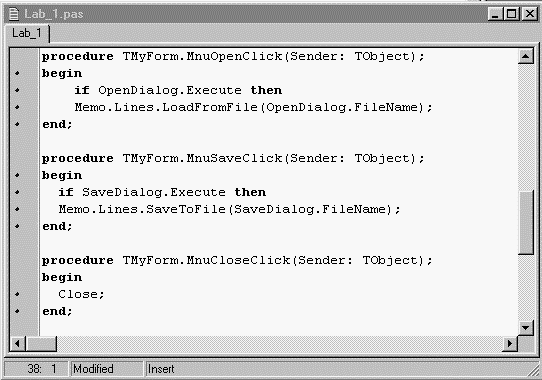 Lab_1.pas
Lab_1
procedure TMyForm.MnuOpenClick(Sender: TObject);
begin
    if OpenDialog.Execute then
    Memo.Lines.LoadFromFile(OpenDialog.FileName);
end;

procedure TMyForm.MnuSaveClick(Sender: TObject);
begin
  if SaveDialog.Execute then
  Memo.Lines.SaveToFile(SaveDialog.FileName);
end;

procedure TMyForm.MnuCloseClick(Sender: TObject);
begin
  Close;
end;
38: 1 Modified Insert